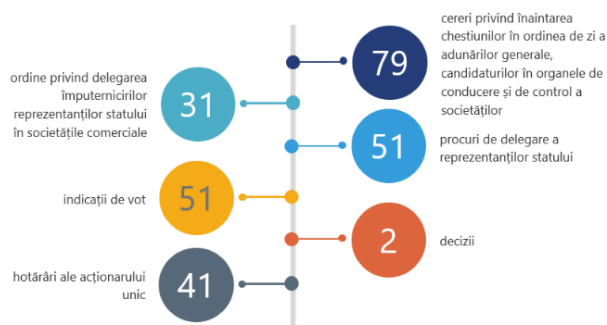 79
cereri privind înaintarea
chestiunilor în ordinea de zi a
adunărilor generale,
candidaturilor în organele de
conducere și de control a
societăților
31
ordine privind delegarea
împuternicirilor
reprezentanților statului
în societățile comerciale
51
procuri de delegare a
reprezentanților statului
51
indicații de vot
2
decizii
41
hotărâri ale acționarului
unic